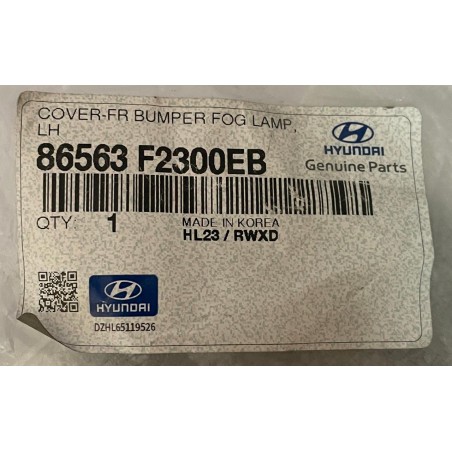 COVER-FR BUMPER FOG LAMP,
LH
86563 F2300EB
HYUNDAI
Genuine Parts
QTY 1
MADE IN KOREA
HL23 / RWXD
HYUNDAI
DZHL65119526